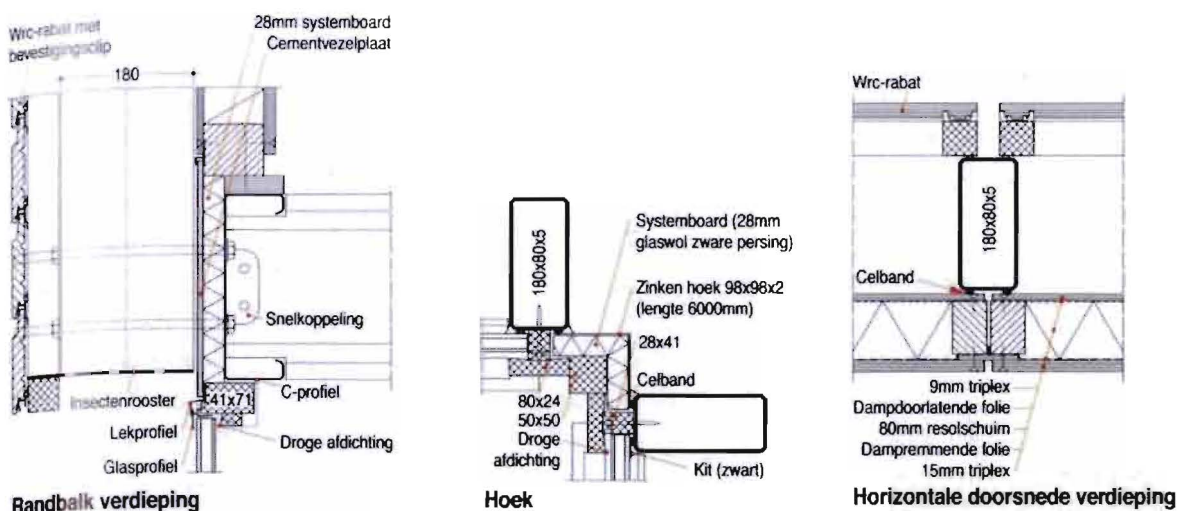 Wrc-rabat met
bevestigingsclip
28mm systemboard
Cementvezelplaat
180
Snelkoppeling
C-profiel
Insectenrooster
41x71
Lekprofiel
Droge afdichting
Glasprofiel
Randbalk verdieping
180x80x5
Systemboard (28mm
glaswol zware persing)
Zinken hoek 98x98x2
(lengte 6000mm)
28x41
Celband
80x24
50x50
Droge
afdichting
Kit (zwart)
Hoek
Wrc-rabat
180x80x5
Celband
9mm triplex
Dampdoorlatende folie
80mm resolschuim
Dampremmende folie
15mm triplex
Horizontale doorsnede verdieping